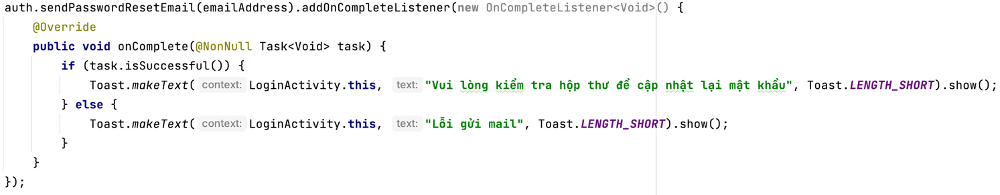 auth.sendPasswordResetEmail(emailAddress).addOnCompleteListener(new OnCompleteListener<Void>() {
@Override
public void onComplete(@NonNull Task<Void> task) {
if (task.isSuccessful()) {
Toast.makeText( context: LoginActivity.this, text: "Vui lòng kiểm tra hộp thư để cập nhật lại mật khẩu", Toast.LENGTH_SHORT).show();
} else {
Toast.makeText( context: LoginActivity.this, text: "Lỗi gửi mail", Toast.LENGTH_SHORT).show();
}
}
});